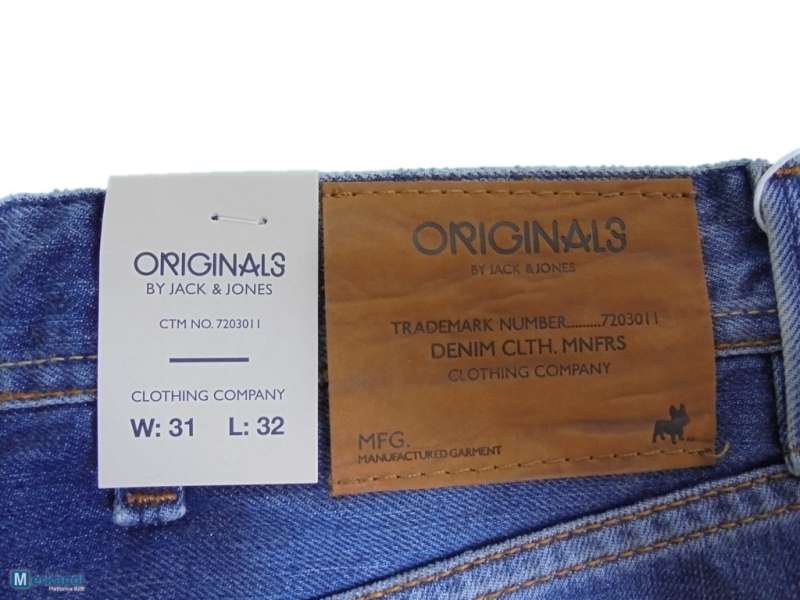 ORIGINALS
BY JACK & JONES
CTM NO. 7203011
CLOTHING COMPANY
W: 31 L: 32
ORIGINALS
BY JACK & JONES
TRADEMARK NUMBER.........7203011
DENIM CLTH. MNFRS
CLOTHING COMPANY
MFG.
MANUFACTURED GARMENT
Merkandi